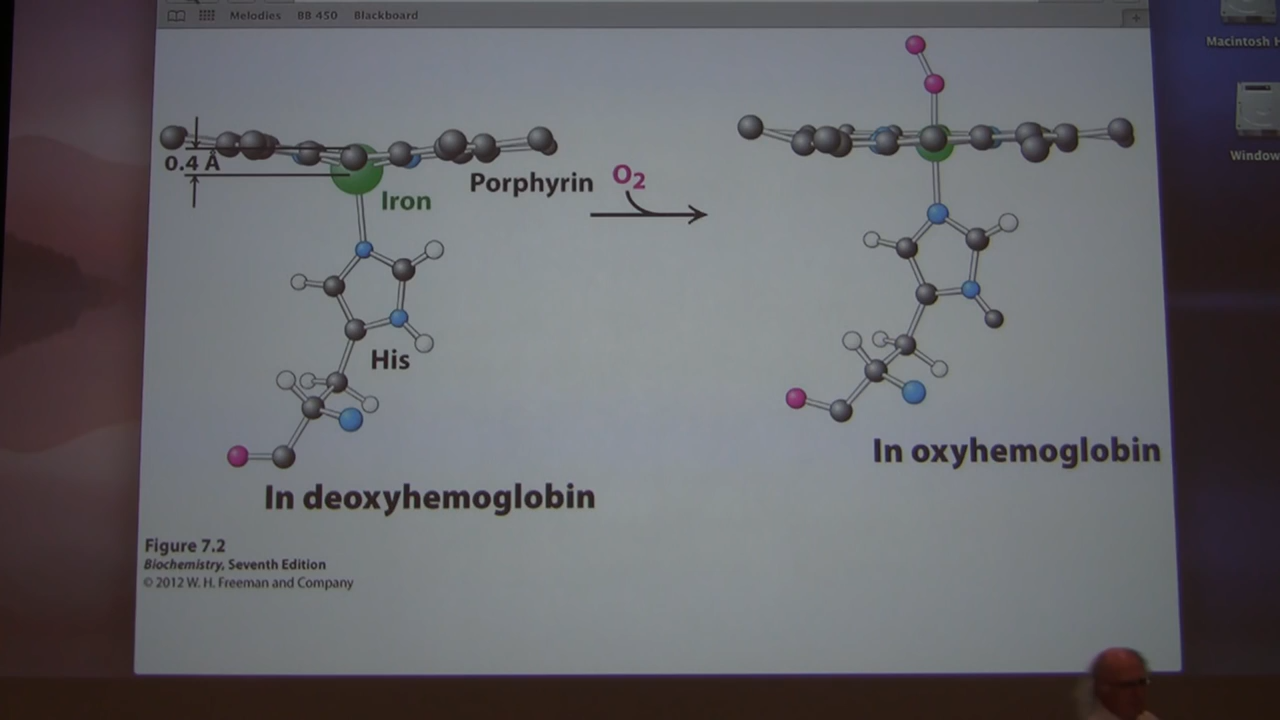 Melodies BB 450 Blackboard
Macintosh H
Window
0.4 Å
Iron
Porphyrin
O2
His
In deoxyhemoglobin
In oxyhemoglobin
Figure 7.2
Biochemistry, Seventh Edition
© 2012 W. H. Freeman and Company